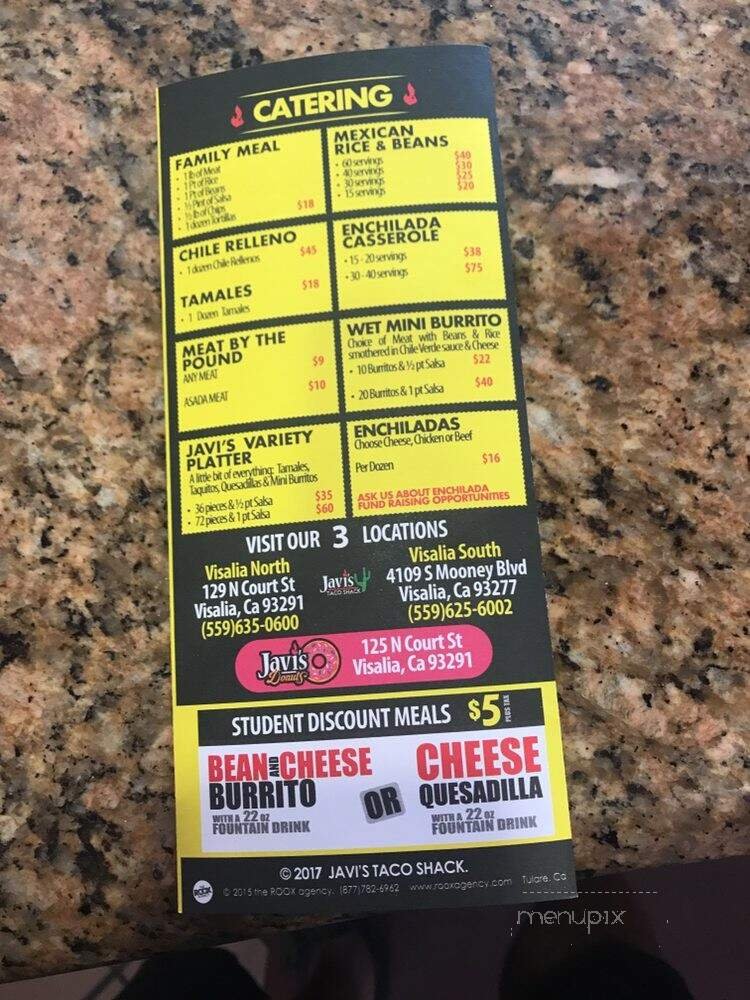 CATERING
FAMILY MEAL
• 1 lb of Meat
• 1 Pt of Rice
• 1 Pt of Beans
• ½ Pint of Salsa
• ½ lb of Chips
• 1 dozen Tortillas $18
MEXICAN
RICE & BEANS
• 60 servings $40
• 40 servings $30
• 30 servings $25
• 15 servings $20
CHILE RELLENO
• 1 dozen Chile Rellenos $45
TAMALES
• 1 Dozen Tamales $18
ENCHILADA
CASSEROLE
• 15 - 20 servings $38
• 30 - 40 servings $75
MEAT BY THE
POUND
ANY MEAT $9
ASADA MEAT $10
WET MINI BURRITO
Choice of Meat with Beans & Rice
smothered in Chile Verde sauce & Cheese
• 10 Burritos & ½ pt Salsa $22
• 20 Burritos & 1 pt Salsa $40
JAVI'S VARIETY
PLATTER
A little bit of everything: Tamales,
Taquitos, Quesadillas & Mini Burritos
• 36 pieces & ½ pt Salsa $35
• 72 pieces & 1 pt Salsa $60
ENCHILADAS
Choose Cheese, Chicken or Beef
Per Dozen $16
ASK US ABOUT ENCHILADA
FUND RAISING OPPORTUNITIES
VISIT OUR 3 LOCATIONS
Visalia North
129 N Court St
Visalia, Ca 93291
(559)635-0600
Javi's
TACO SHACK
Visalia South
4109 S Mooney Blvd
Visalia, Ca 93277
(559)625-6002
Javi's
Donuts
125 N Court St
Visalia, Ca 93291
STUDENT DISCOUNT MEALS $5 PLUS TAX
BEAN AND CHEESE
BURRITO
WITH A 22 OZ
FOUNTAIN DRINK
OR
CHEESE
QUESADILLA
WITH A 22 OZ
FOUNTAIN DRINK
© 2017 JAVI'S TACO SHACK.
ROOX
© 2015 the ROOX agency. (877)782-6962 www.rooxagency.com Tulare, Ca
menupix